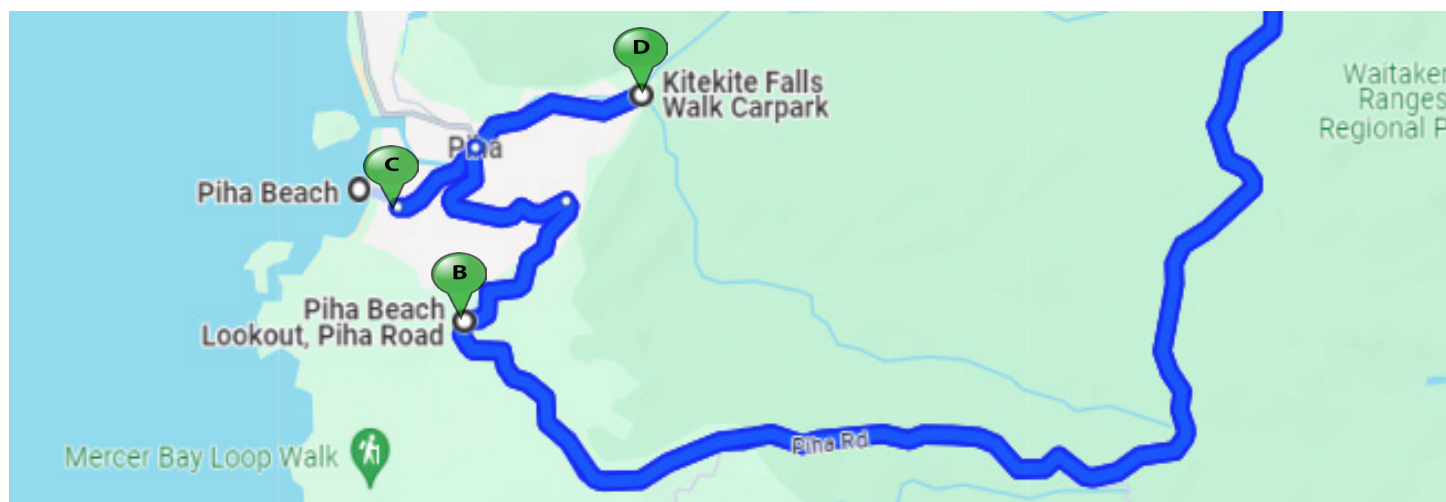 D
Kitekite Falls
Walk Carpark
Waitaker
Ranges
Regional P
Piha
C
Piha Beach
B
Piha Beach
Lookout, Piha Road
Mercer Bay Loop Walk
Piha Rd